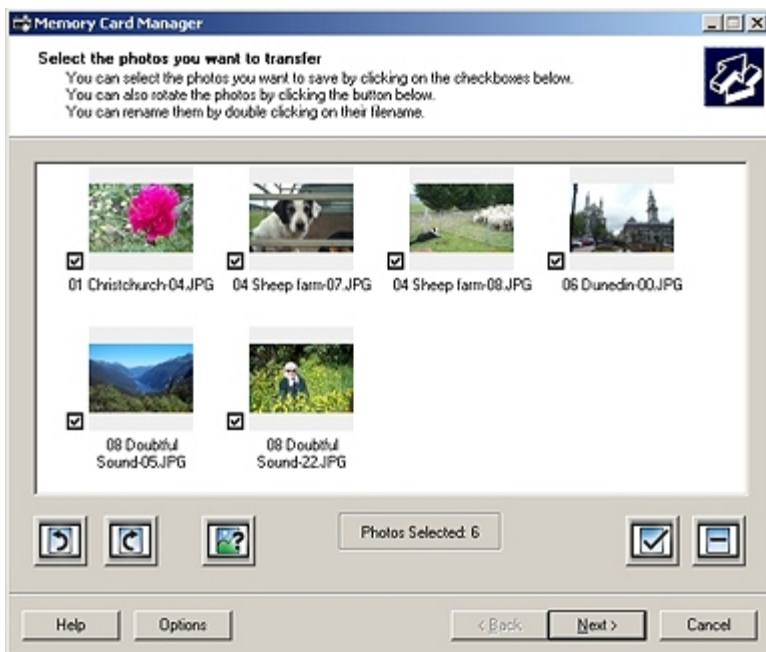 Memory Card Manager
Select the photos you want to transfer
You can select the photos you want to save by clicking on the checkboxes below.
You can also rotate the photos by clicking the button below.
You can rename them by double clicking on their filename.
01 Christchurch-04.JPG
04 Sheep farm-07.JPG
04 Sheep farm-08.JPG
06 Dunedin-00.JPG
08 Doubtful
Sound-05.JPG
08 Doubtful
Sound-22.JPG
Photos Selected: 6
Help
Options
< Back
Next >
Cancel